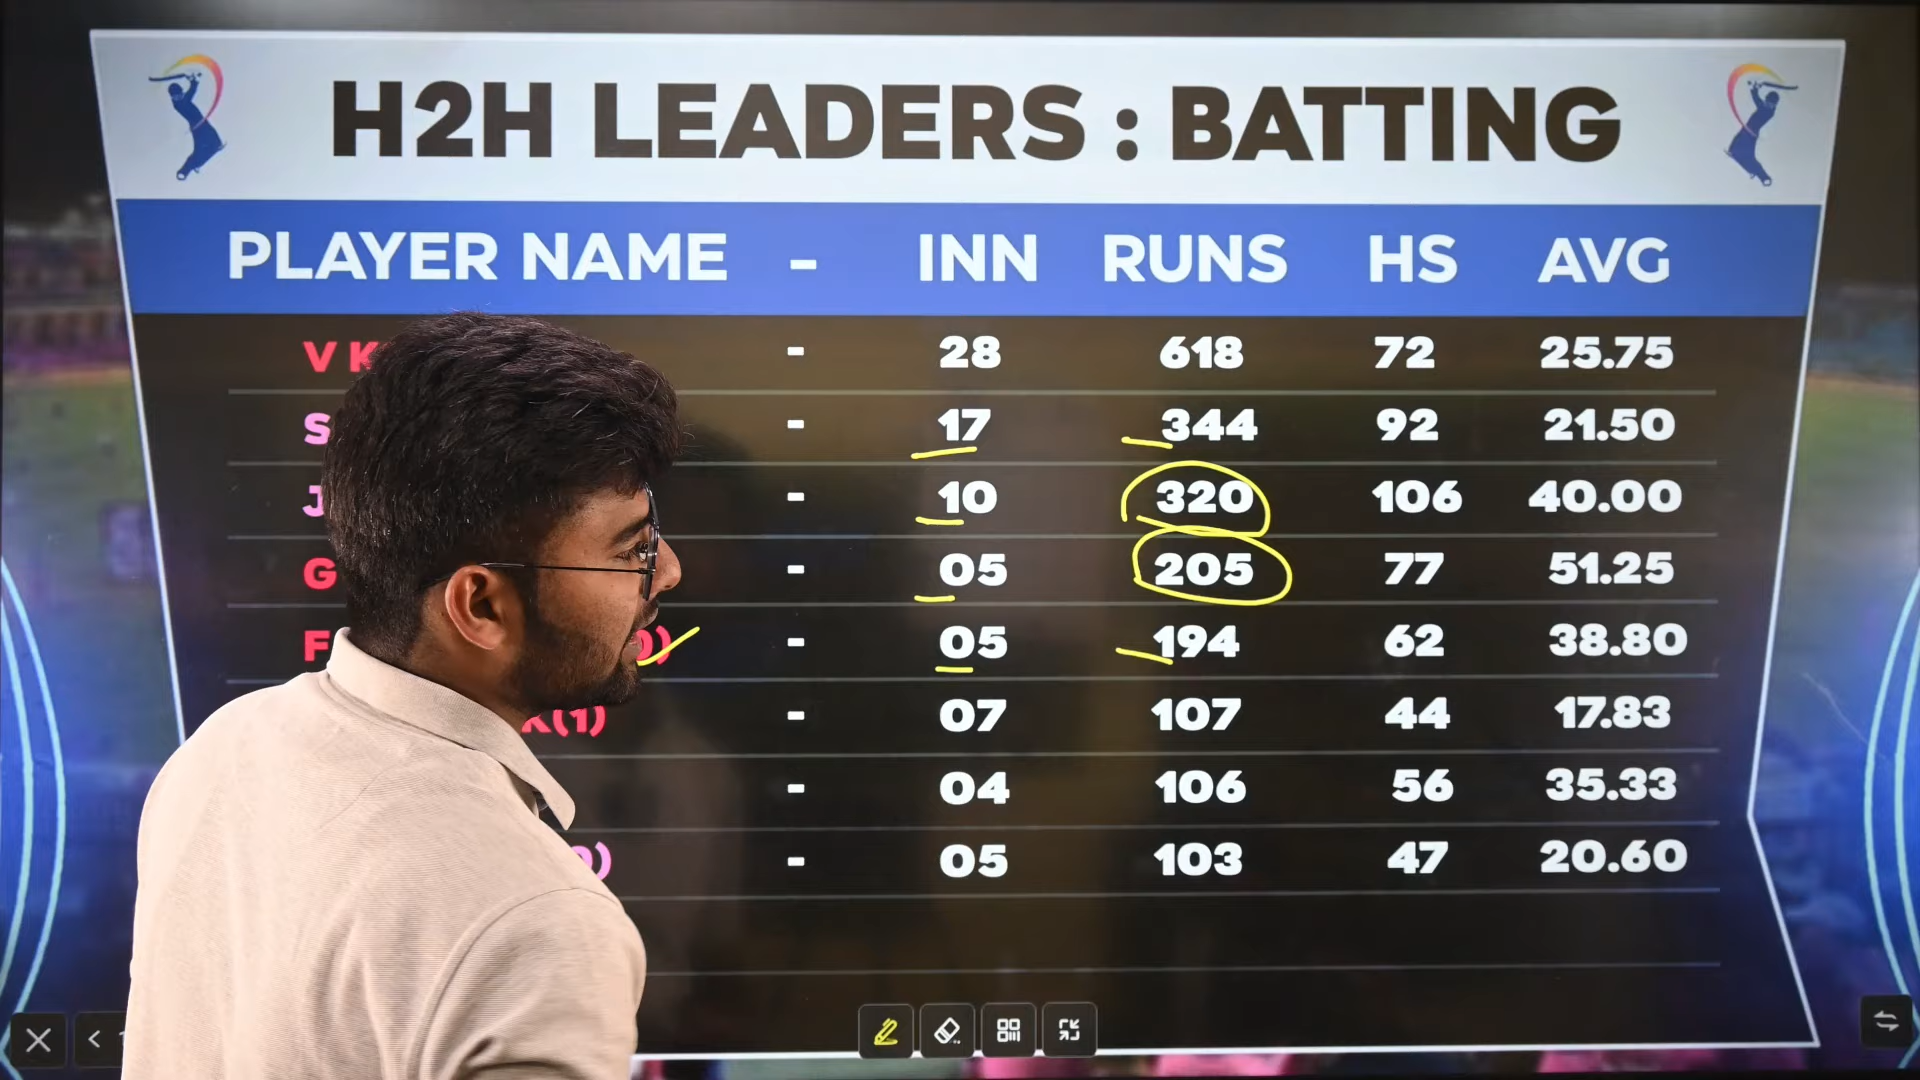 H2H LEADERS : BATTING
PLAYER NAME - INN RUNS HS AVG
V K - 28 618 72 25.75
S - 17 344 92 21.50
J - 10 320 106 40.00
G - 05 205 77 51.25
F - 05 194 62 38.80
K(1) - 07 107 44 17.83
- 04 106 56 35.33
- 05 103 47 20.60